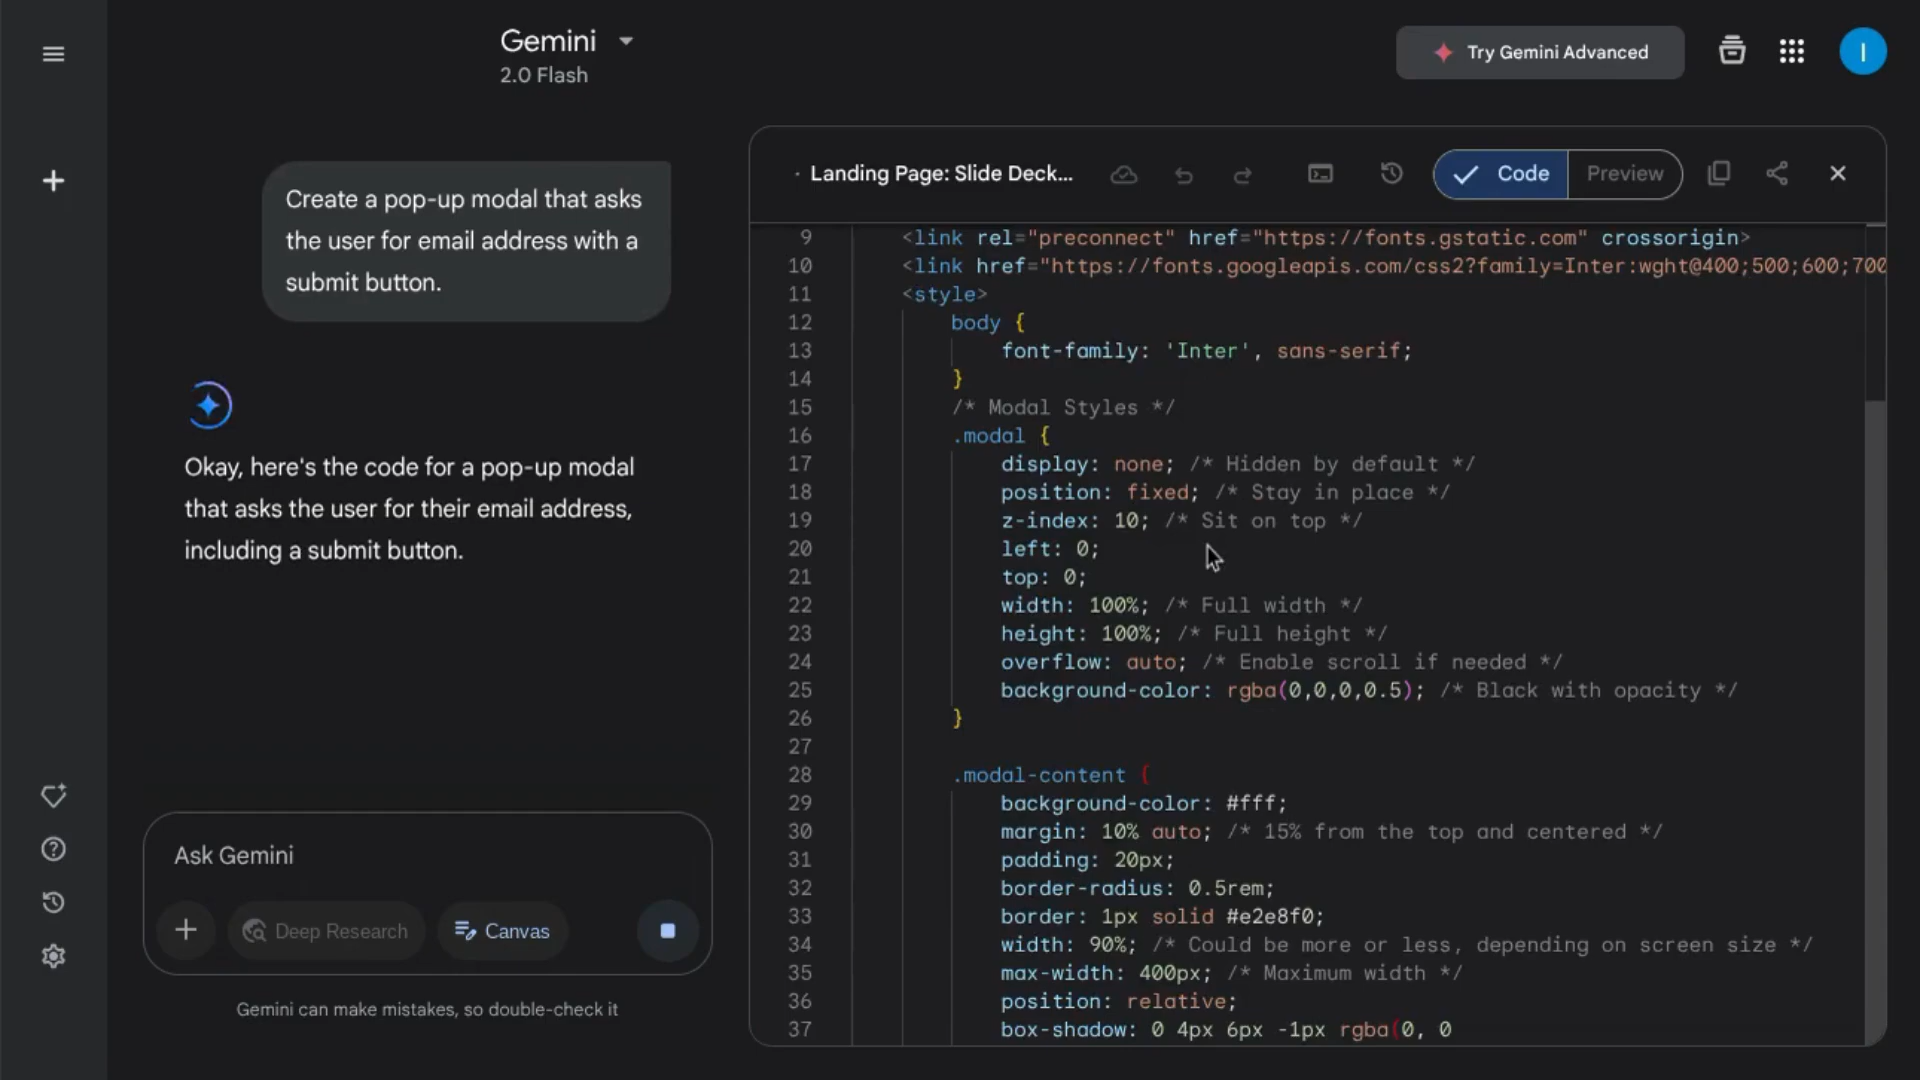 Gemini
2.0 Flash
Try Gemini Advanced
I
Create a pop-up modal that asks
the user for email address with a
submit button.
Okay, here's the code for a pop-up modal
that asks the user for their email address,
including a submit button.
Ask Gemini
Deep Research
Canvas
Gemini can make mistakes, so double-check it
· Landing Page: Slide Deck...
Code
Preview
9 <link rel="preconnect" href="https://fonts.gstatic.com" crossorigin>
10 <link href="https://fonts.googleapis.com/css2?family=Inter:wght@400;500;600;700
11 <style>
12 body {
13 font-family: 'Inter', sans-serif;
14 }
15 /* Modal Styles */
16 .modal {
17 display: none; /* Hidden by default */
18 position: fixed; /* Stay in place */
19 z-index: 10; /* Sit on top */
20 left: 0;
21 top: 0;
22 width: 100%; /* Full width */
23 height: 100%; /* Full height */
24 overflow: auto; /* Enable scroll if needed */
25 background-color: rgba(0,0,0,0.5); /* Black with opacity */
26 }
27
28 .modal-content {
29 background-color: #fff;
30 margin: 10% auto; /* 15% from the top and centered */
31 padding: 20px;
32 border-radius: 0.5rem;
33 border: 1px solid #e2e8f0;
34 width: 90%; /* Could be more or less, depending on screen size */
35 max-width: 400px; /* Maximum width */
36 position: relative;
37 box-shadow: 0 4px 6px -1px rgba(0, 0